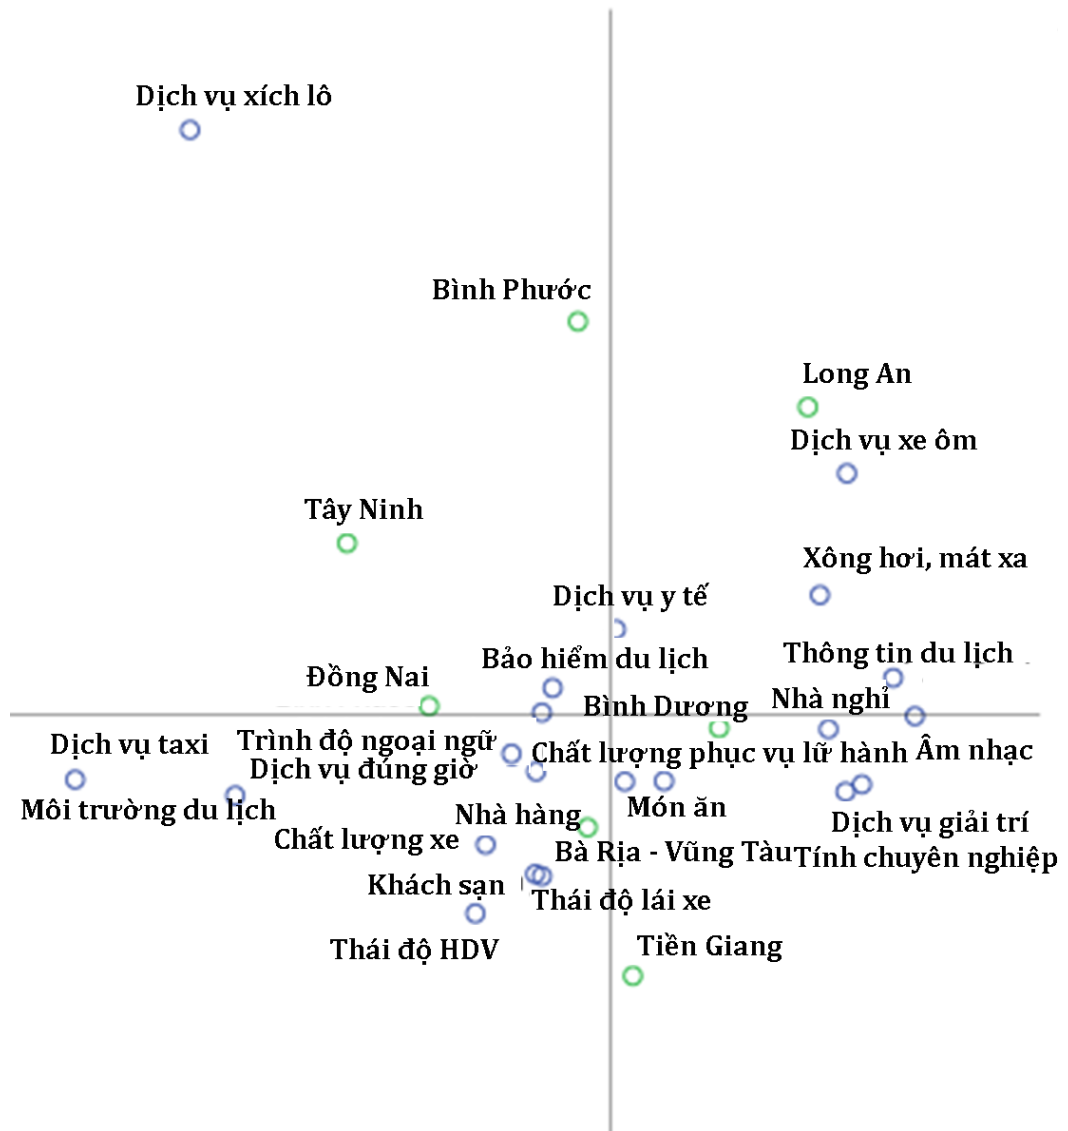 Dịch vụ xích lô
Bình Phước
Long An
Dịch vụ xe ôm
Tây Ninh
Xông hơi, mát xa
Dịch vụ y tế
Thông tin du lịch
Bảo hiểm du lịch
Đồng Nai
Nhà nghỉ
Bình Dương
Dịch vụ taxi
Trình độ ngoại ngữ
Chất lượng phục vụ lữ hành
Âm nhạc
Dịch vụ đúng giờ
Môi trường du lịch
Món ăn
Nhà hàng
Dịch vụ giải trí
Chất lượng xe
Bà Rịa - Vũng Tàu
Tính chuyên nghiệp
Khách sạn
Thái độ lái xe
Thái độ HDV
Tiền Giang